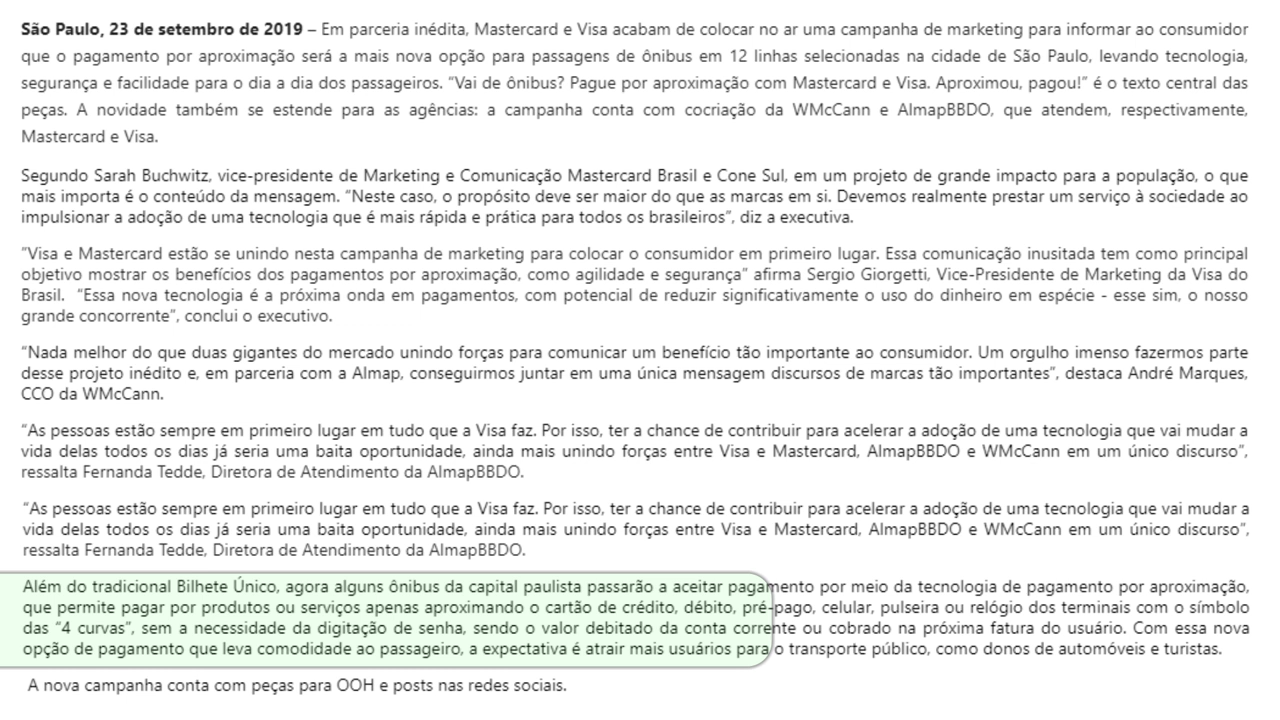 São Paulo, 23 de setembro de 2019 – Em parceria inédita, Mastercard e Visa acabam de colocar no ar uma campanha de marketing para informar ao consumidor
que o pagamento por aproximação será a mais nova opção para passagens de ônibus em 12 linhas selecionadas na cidade de São Paulo, levando tecnologia,
segurança e facilidade para o dia a dia dos passageiros. "Vai de ônibus? Pague por aproximação com Mastercard e Visa. Aproximou, pagou!" é o texto central das
peças. A novidade também se estende para as agências: a campanha conta com cocriação da WMcCann e AlmapBBDO, que atendem, respectivamente,
Mastercard e Visa.
Segundo Sarah Buchwitz, vice-presidente de Marketing e Comunicação Mastercard Brasil e Cone Sul, em um projeto de grande impacto para a população, o que
mais importa é o conteúdo da mensagem. "Neste caso, o propósito deve ser maior do que as marcas em si. Devemos realmente prestar um serviço à sociedade ao
impulsionar a adoção de uma tecnologia que é mais rápida e prática para todos os brasileiros", diz a executiva.
"Visa e Mastercard estão se unindo nesta campanha de marketing para colocar o consumidor em primeiro lugar. Essa comunicação inusitada tem como principal
objetivo mostrar os benefícios dos pagamentos por aproximação, como agilidade e segurança" afirma Sergio Giorgetti, Vice-Presidente de Marketing da Visa do
Brasil.  "Essa nova tecnologia é a próxima onda em pagamentos, com potencial de reduzir significativamente o uso do dinheiro em espécie - esse sim, o nosso
grande concorrente", conclui o executivo.
"Nada melhor do que duas gigantes do mercado unindo forças para comunicar um benefício tão importante ao consumidor. Um orgulho imenso fazermos parte
desse projeto inédito e, em parceria com a Almap, conseguirmos juntar em uma única mensagem discursos de marcas tão importantes", destaca André Marques,
CCO da WMcCann.
"As pessoas estão sempre em primeiro lugar em tudo que a Visa faz. Por isso, ter a chance de contribuir para acelerar a adoção de uma tecnologia que vai mudar a
vida delas todos os dias já seria uma baita oportunidade, ainda mais unindo forças entre Visa e Mastercard, AlmapBBDO e WMcCann em um único discurso",
ressalta Fernanda Tedde, Diretora de Atendimento da AlmapBBDO.
"As pessoas estão sempre em primeiro lugar em tudo que a Visa faz. Por isso, ter a chance de contribuir para acelerar a adoção de uma tecnologia que vai mudar a
vida delas todos os dias já seria uma baita oportunidade, ainda mais unindo forças entre Visa e Mastercard, AlmapBBDO e WMcCann em um único discurso",
ressalta Fernanda Tedde, Diretora de Atendimento da AlmapBBDO.
Além do tradicional Bilhete Único, agora alguns ônibus da capital paulista passarão a aceitar pagamento por meio da tecnologia de pagamento por aproximação,
que permite pagar por produtos ou serviços apenas aproximando o cartão de crédito, débito, pré-pago, celular, pulseira ou relógio dos terminais com o símbolo
das "4 curvas", sem a necessidade da digitação de senha, sendo o valor debitado da conta corrente ou cobrado na próxima fatura do usuário. Com essa nova
opção de pagamento que leva comodidade ao passageiro, a expectativa é atrair mais usuários para o transporte público, como donos de automóveis e turistas.
A nova campanha conta com peças para OOH e posts nas redes sociais.